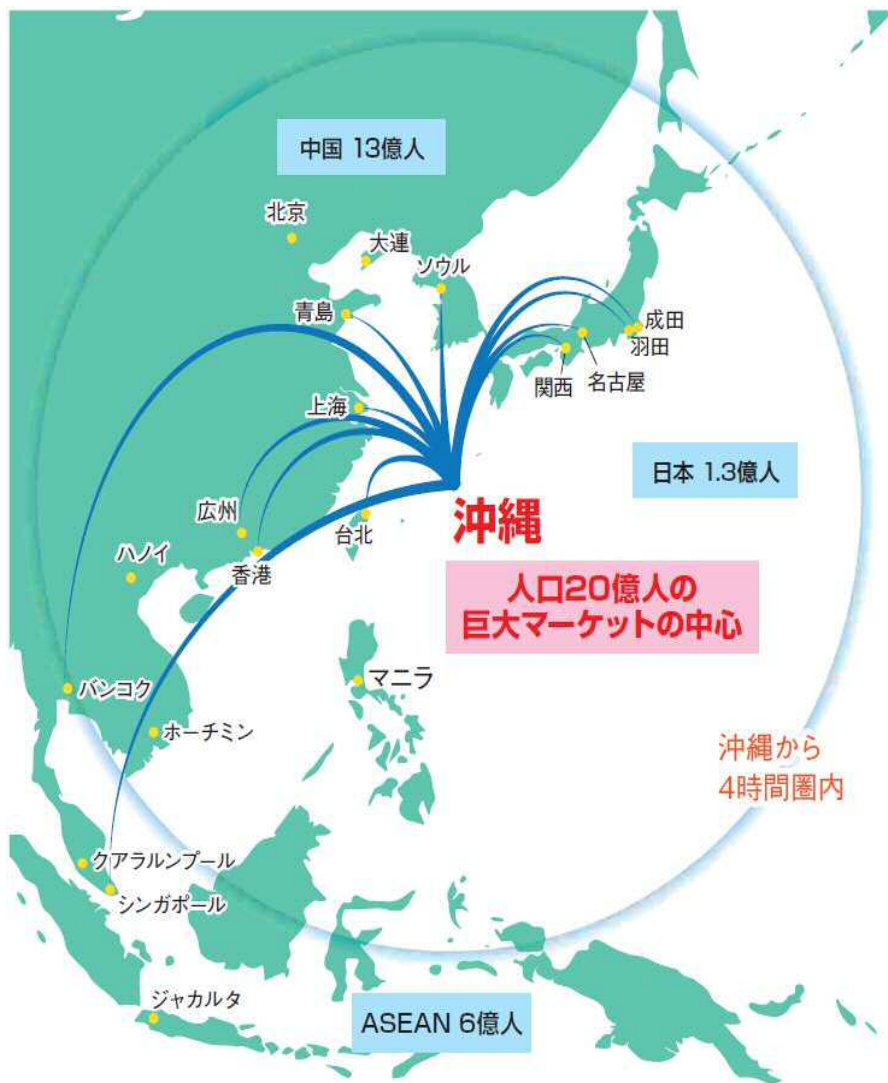 中国 13億人
北京
大連
ソウル
青島
成田
羽田
名古屋
関西
上海
日本 1.3億人
沖縄
広州
台北
香港
ハノイ
人口20億人の
巨大マーケットの中心
マニラ
バンコク
ホーチミン
沖縄から
4時間圏内
クアラルンプール
シンガポール
ジャカルタ
ASEAN 6億人